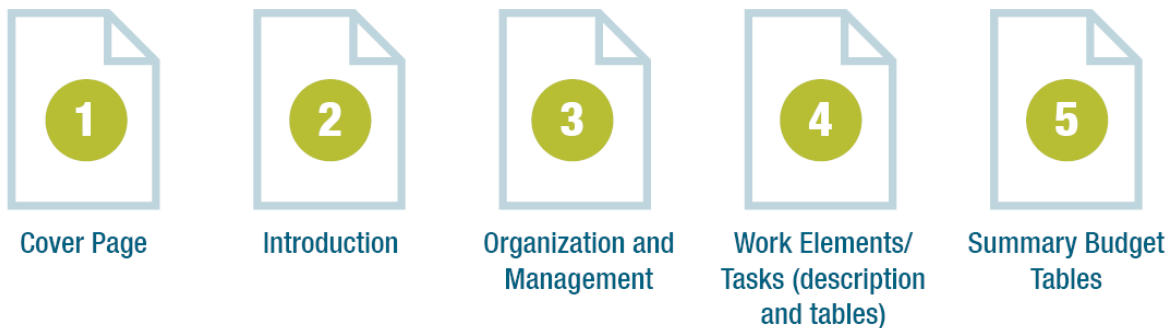 1
2
3
4
5
Cover Page
Introduction
Organization and
Management
Work Elements/
Tasks (description
and tables)
Summary Budget
Tables